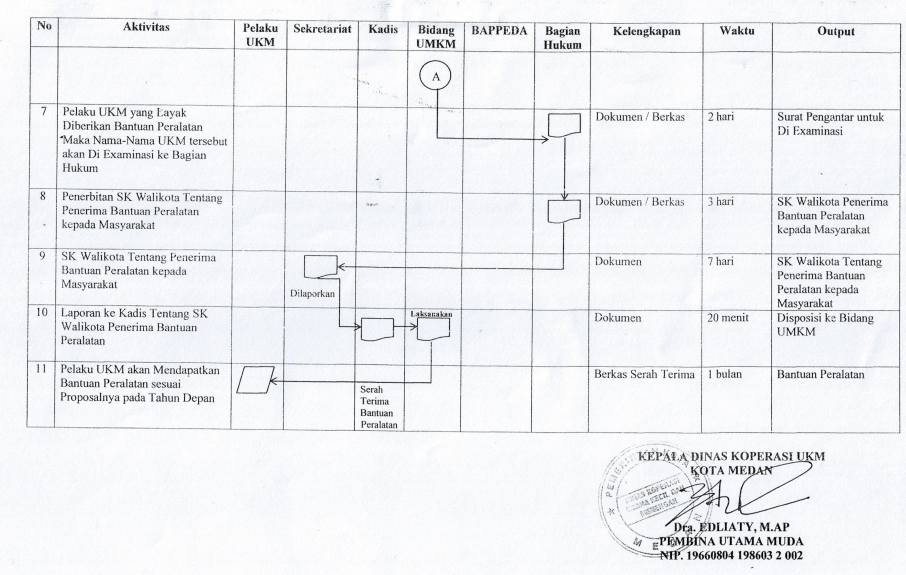 No Aktivitas Pelaku UKM Sekretariat Kadis Bidang UMKM BAPPEDA Bagian Hukum Kelengkapan Waktu Output
A
7 Pelaku UKM yang Layak Dokumen / Berkas 2 hari Surat Pengantar untuk
Diberikan Bantuan Peralatan Di Examinasi
Maka Nama-Nama UKM tersebut
akan Di Examinasi ke Bagian
Hukum
8 Penerbitan SK Walikota Tentang Dokumen / Berkas 3 hari SK Walikota Penerima
Penerima Bantuan Peralatan Bantuan Peralatan
kepada Masyarakat kepada Masyarakat
9 SK Walikota Tentang Penerima Dokumen 7 hari SK Walikota Tentang
Bantuan Peralatan kepada Penerima Bantuan
Masyarakat Peralatan kepada
Dilaporkan Masyarakat
10 Laporan ke Kadis Tentang SK Laksanakan Dokumen 20 menit Disposisi ke Bidang
Walikota Penerima Bantuan UMKM
Peralatan
11 Pelaku UKM akan Mendapatkan Berkas Serah Terima 1 bulan Bantuan Peralatan
Bantuan Peralatan sesuai Serah
Proposalnya pada Tahun Depan Terima
Bantuan
Peralatan
KEPALA DINAS KOPERASI UKM
KOTA MEDAN
DINAS KOPERASI
USAHA KECIL DAN
MENENGAH
MEDAN
Dra. EDLIATY, M.AP
PEMBINA UTAMA MUDA
NIP. 19660804 198603 2 002